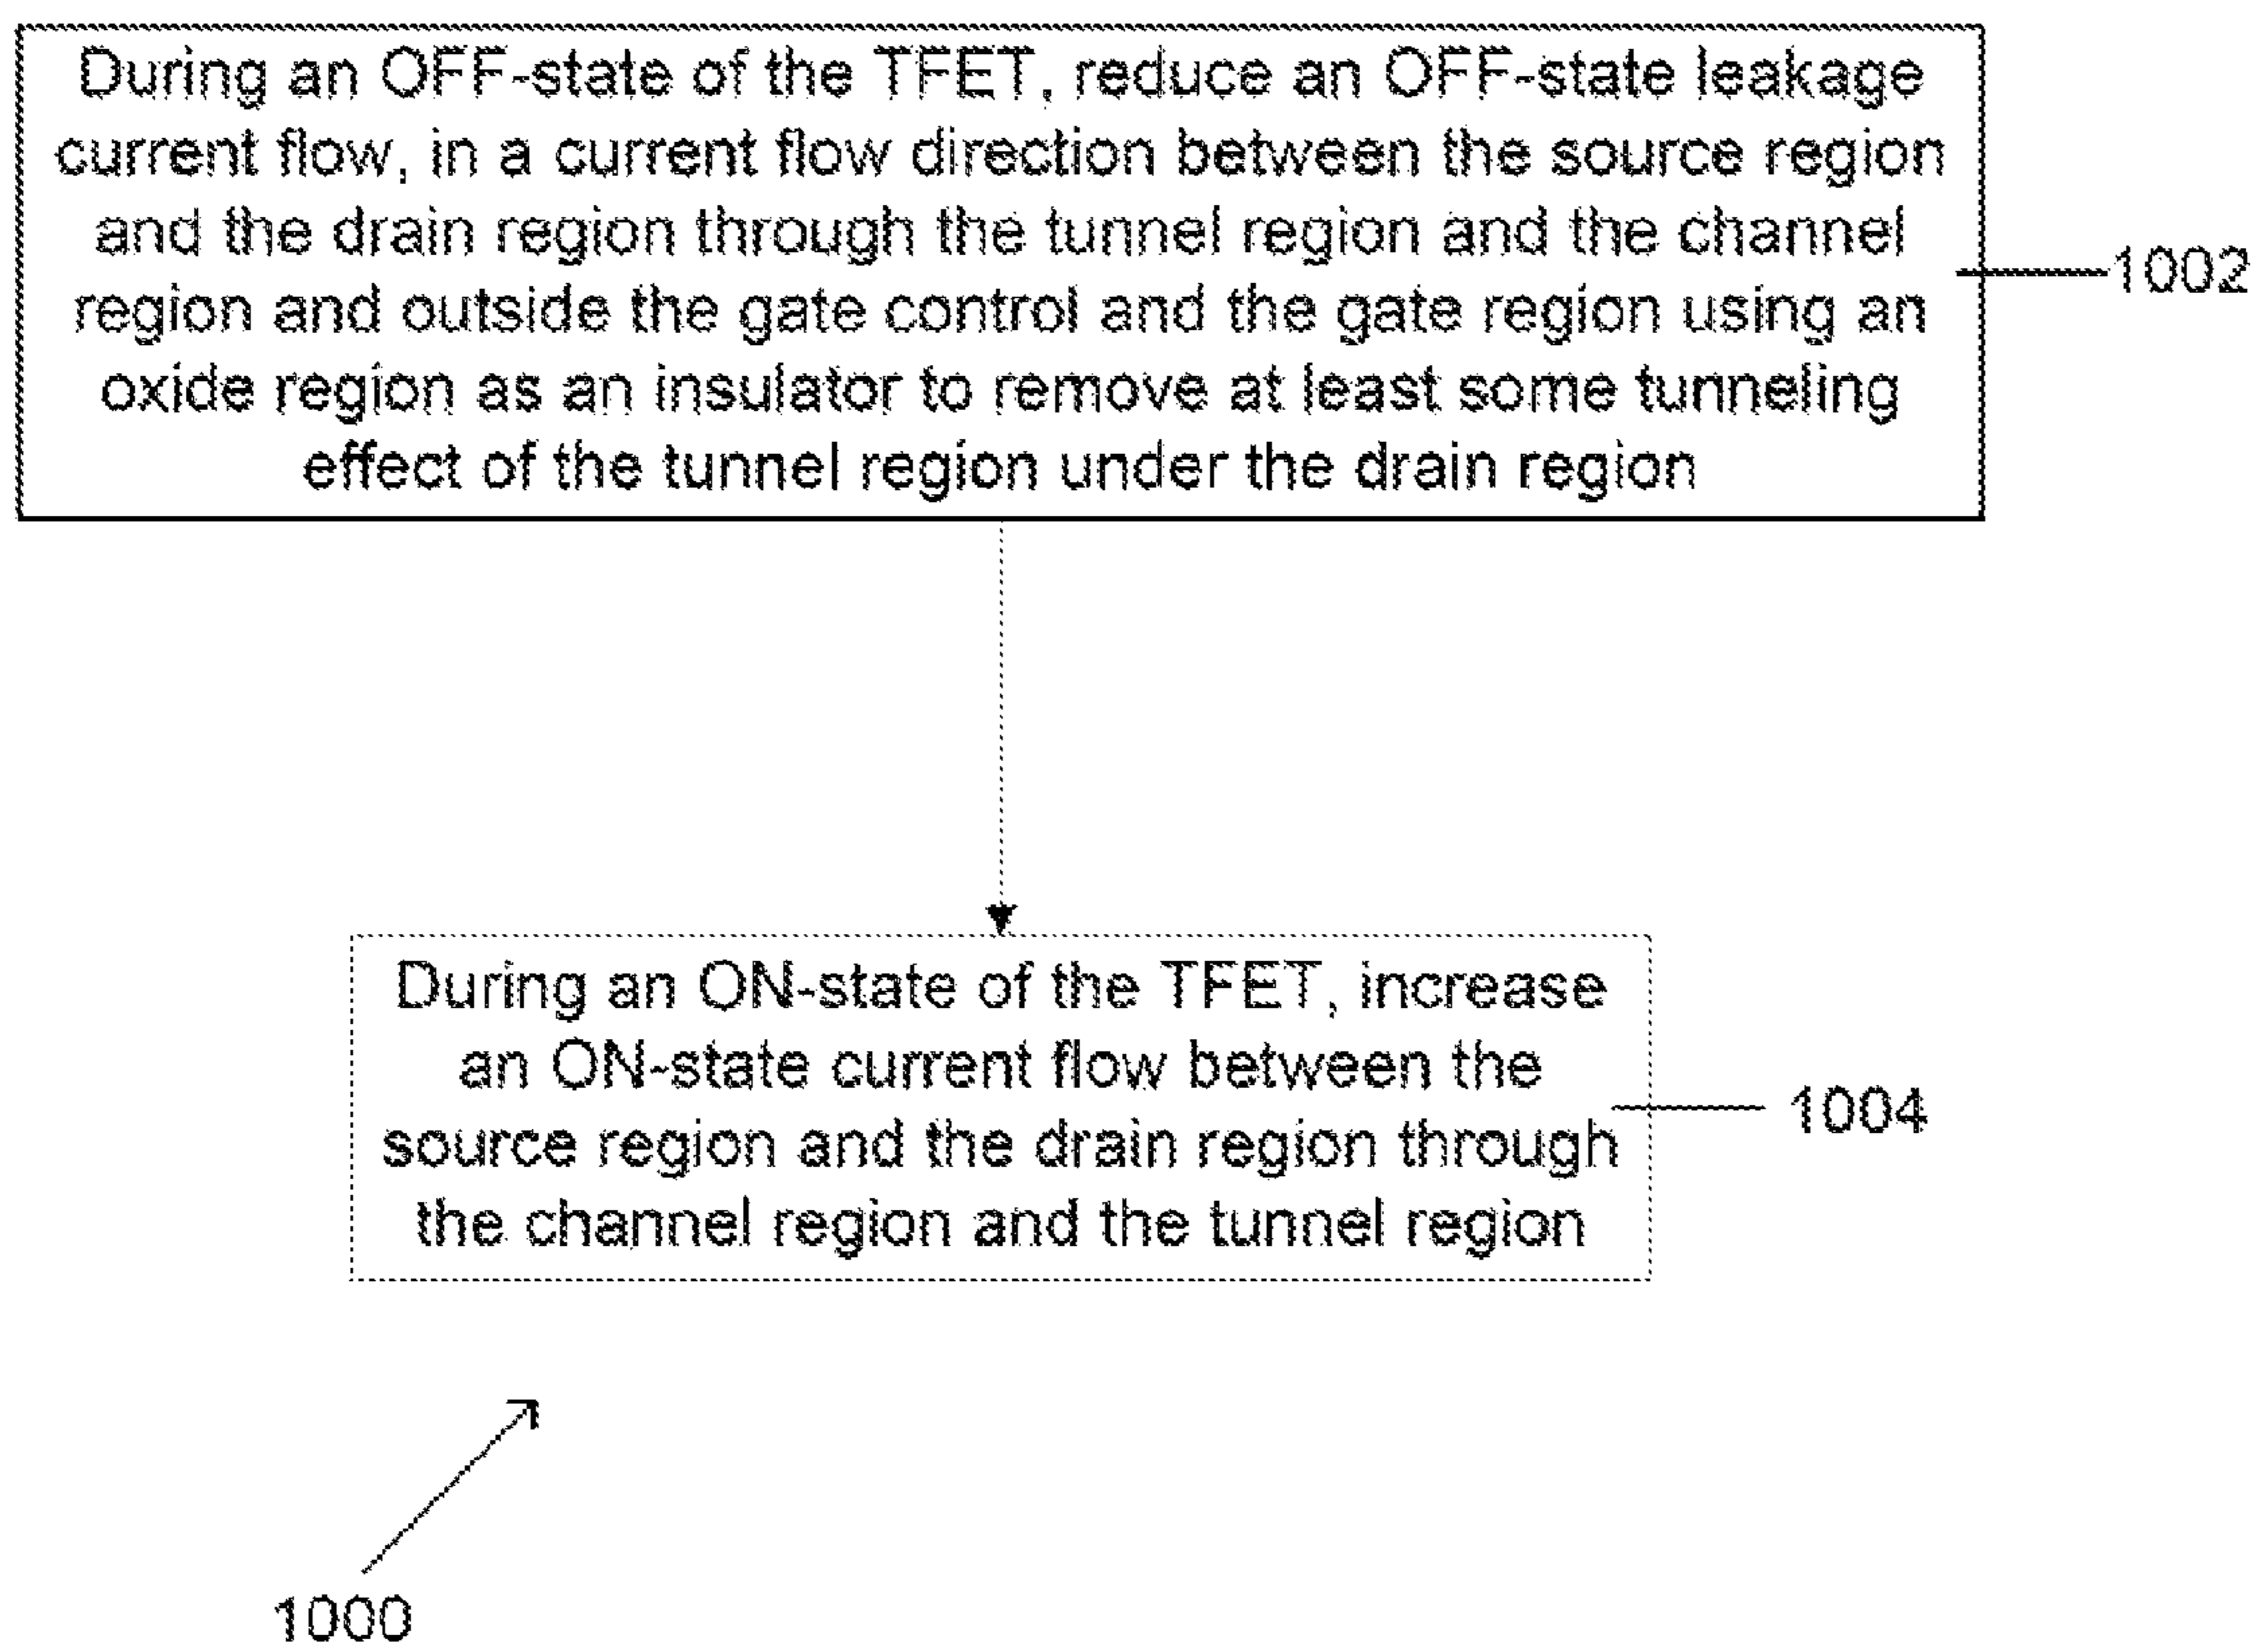 During an OFF-state of the TFET, reduce an OFF-state leakage
current flow, in a current flow direction between the source region
and the drain region through the tunnel region and the channel
region and outside the gate control and the gate region using an
oxide region as an insulator to remove at least some tunneling
effect of the tunnel region under the drain region
1002
During an ON-state of the TFET, increase
an ON-state current flow between the
source region and the drain region through
the channel region and the tunnel region
1004
1000